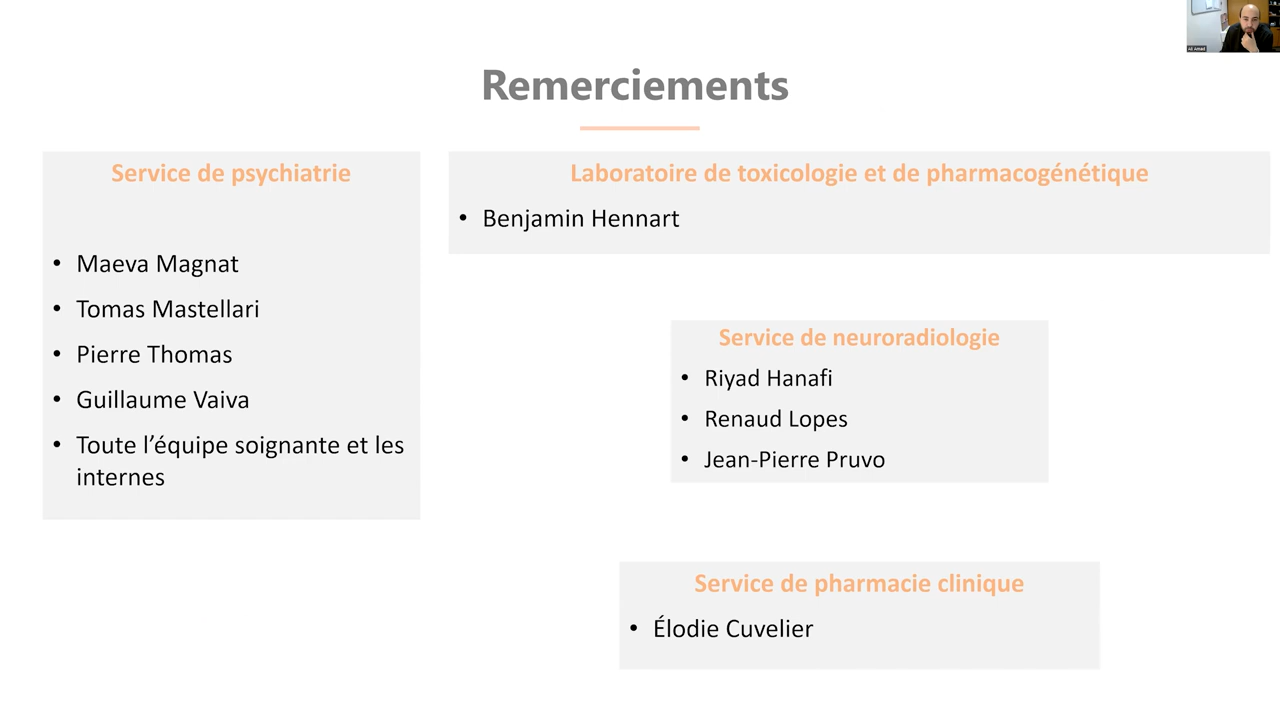 Remerciements
Service de psychiatrie
• Maeva Magnat
• Tomas Mastellari
• Pierre Thomas
• Guillaume Vaiva
• Toute l’équipe soignante et les
internes
Laboratoire de toxicologie et de pharmacogénétique
• Benjamin Hennart
Service de neuroradiologie
• Riyad Hanafi
• Renaud Lopes
• Jean-Pierre Pruvo
Service de pharmacie clinique
• Élodie Cuvelier